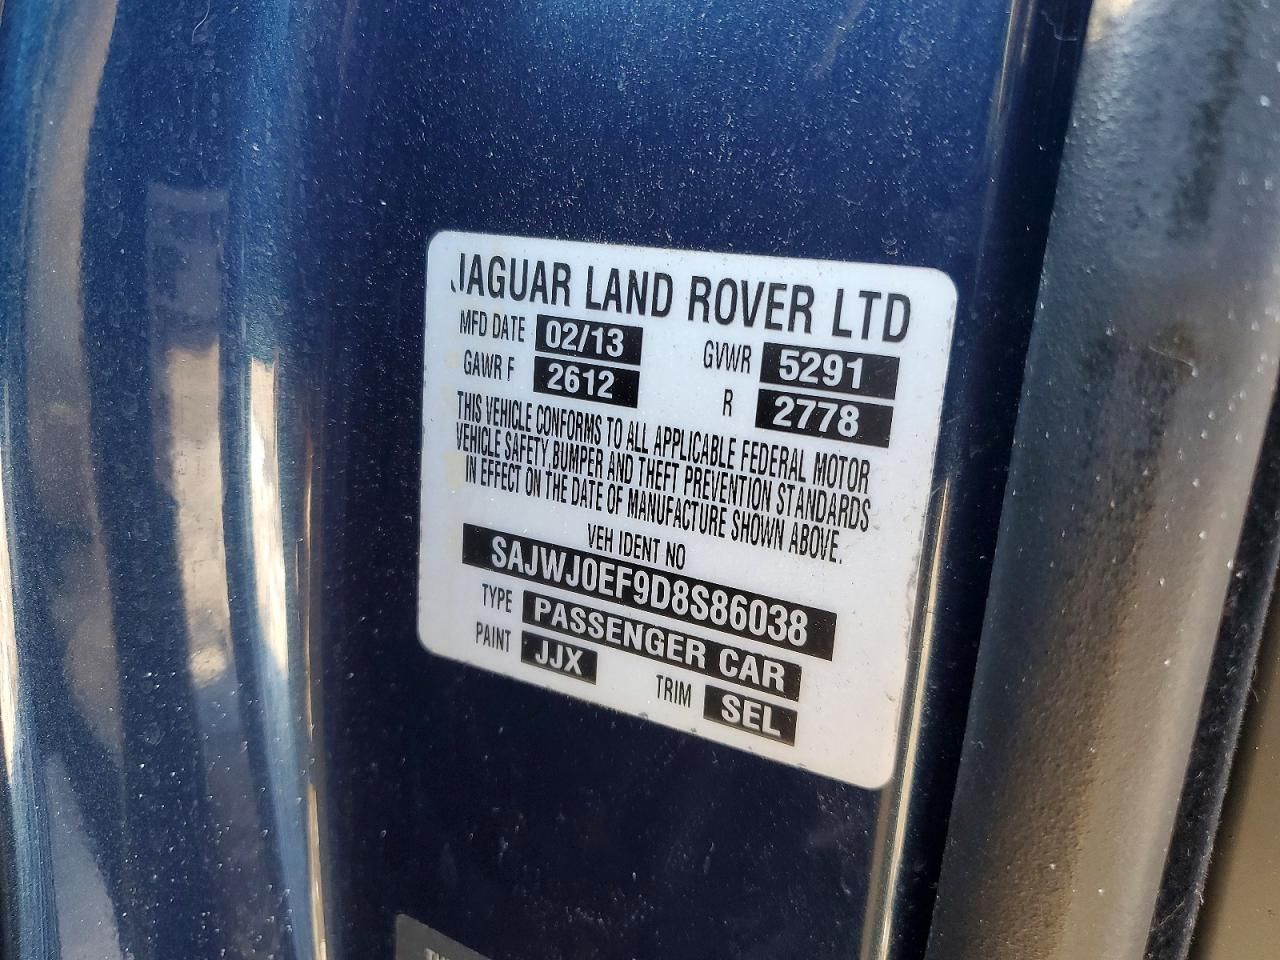 JAGUAR LAND ROVER LTD
MFD DATE 02/13 GVWR 5291
GAWR F 2612 R 2778
THIS VEHICLE CONFORMS TO ALL APPLICABLE FEDERAL MOTOR
VEHICLE SAFETY, BUMPER AND THEFT PREVENTION STANDARDS
IN EFFECT ON THE DATE OF MANUFACTURE SHOWN ABOVE.
VEH IDENT NO
SAJWJ0EF9D8S86038
TYPE PASSENGER CAR
PAINT JJX TRIM SEL